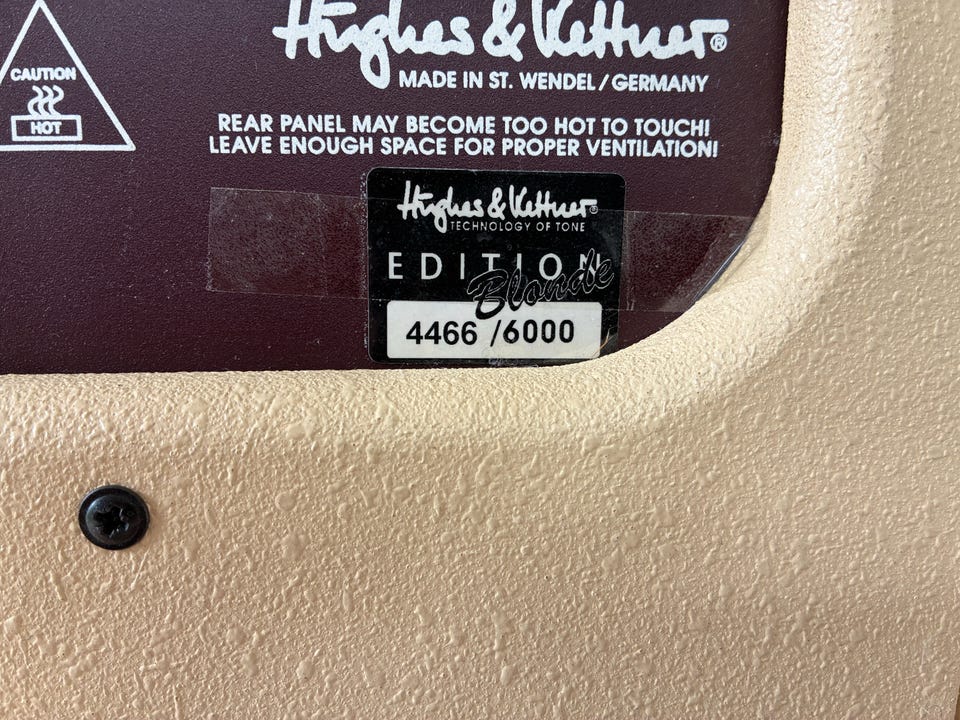 CAUTION
HOT
Hughes & Kettner®
MADE IN ST. WENDEL / GERMANY
REAR PANEL MAY BECOME TOO HOT TO TOUCH!
LEAVE ENOUGH SPACE FOR PROPER VENTILATION!
Hughes & Kettner®
TECHNOLOGY OF TONE
EDITION
Blonde
4466 /6000